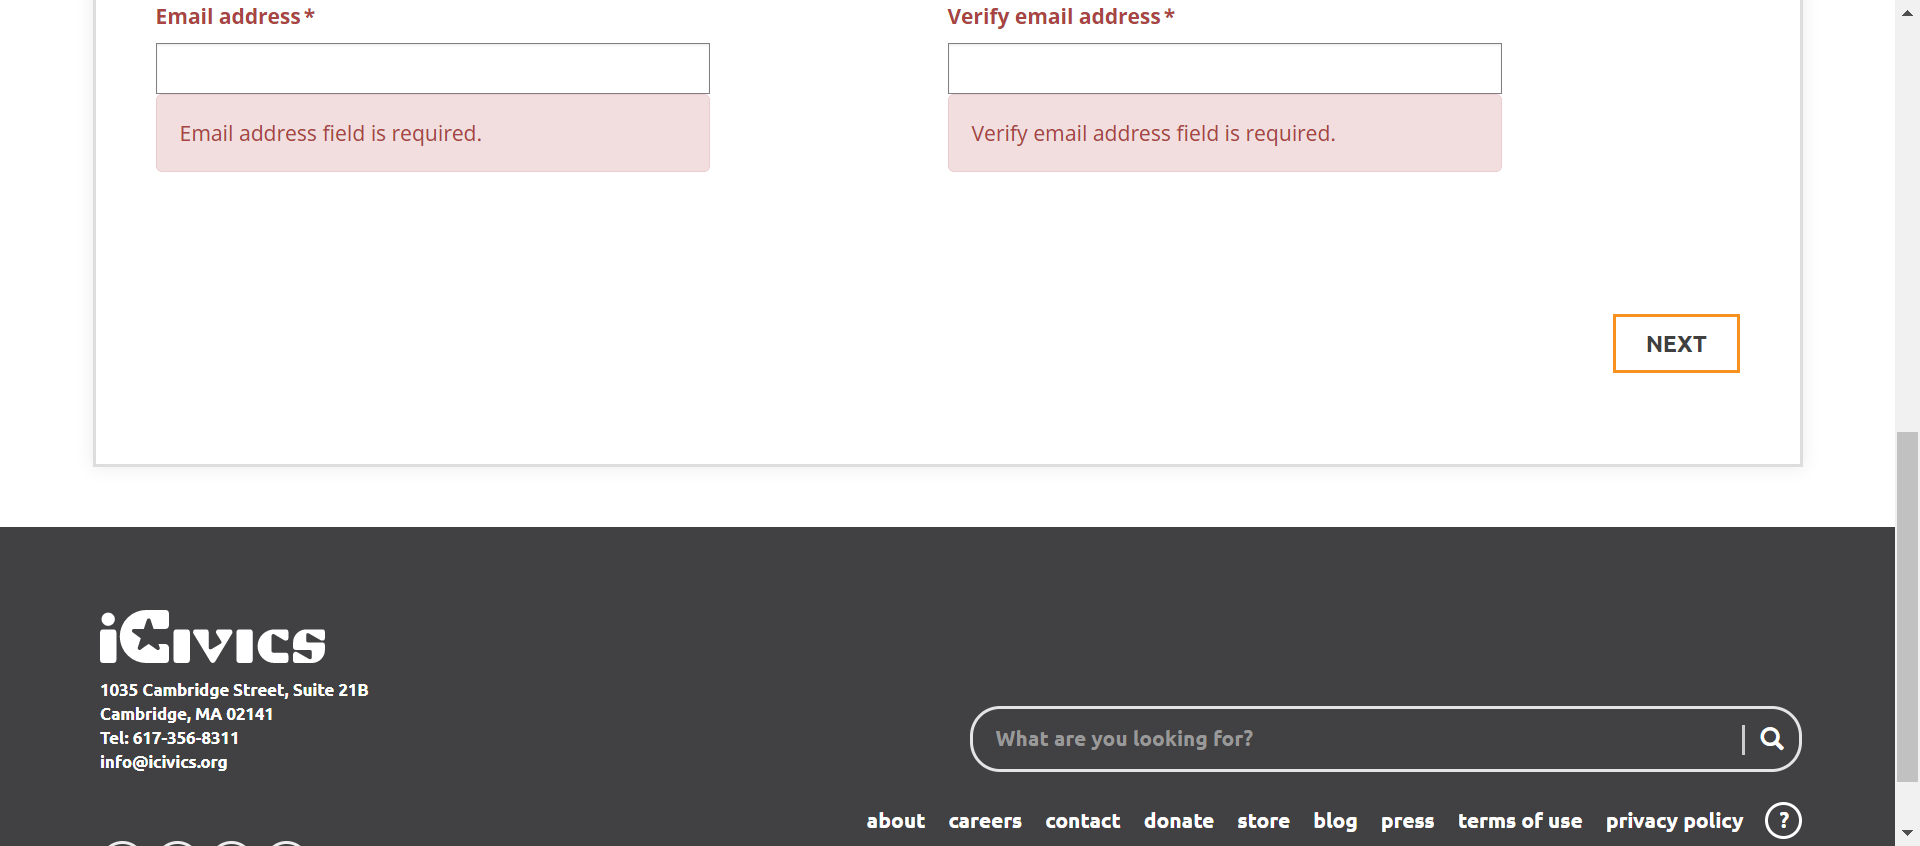 Email address*
Verify email address*
Email address field is required.
Verify email address field is required.
NEXT
iCivics
1035 Cambridge Street, Suite 21B
Cambridge, MA 02141
Tel: 617-356-8311
info@icivics.org
What are you looking for?
about careers contact donate store blog press terms of use privacy policy ?